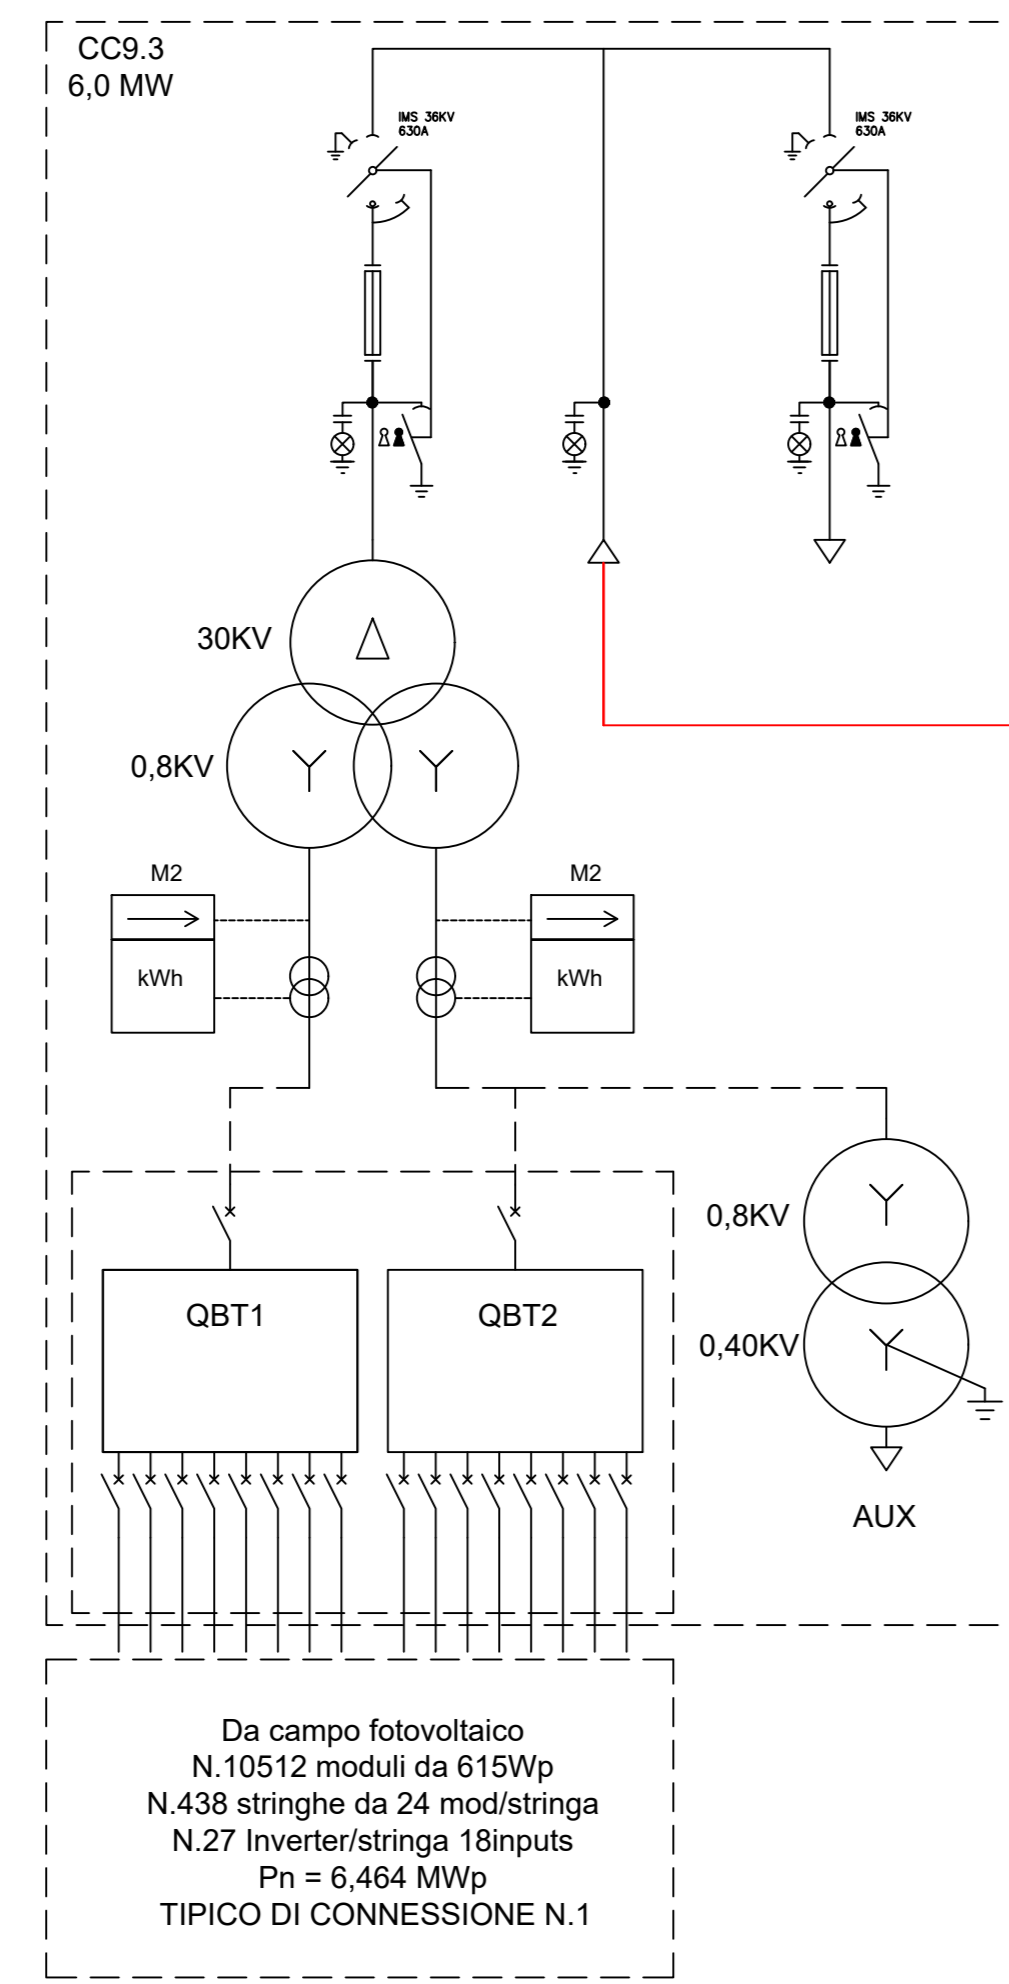 CC9.3
6,0 MW
IMS 36KV
630A
IMS 36KV
630A
30KV
0,8KV
M2
kWh
M2
kWh
0,8KV
0,40KV
QBT1
QBT2
AUX
Da campo fotovoltaico
N.10512 moduli da 615Wp
N.438 stringhe da 24 mod/stringa
N.27 Inverter/stringa 18inputs
Pn = 6,464 MWp
TIPICO DI CONNESSIONE N.1